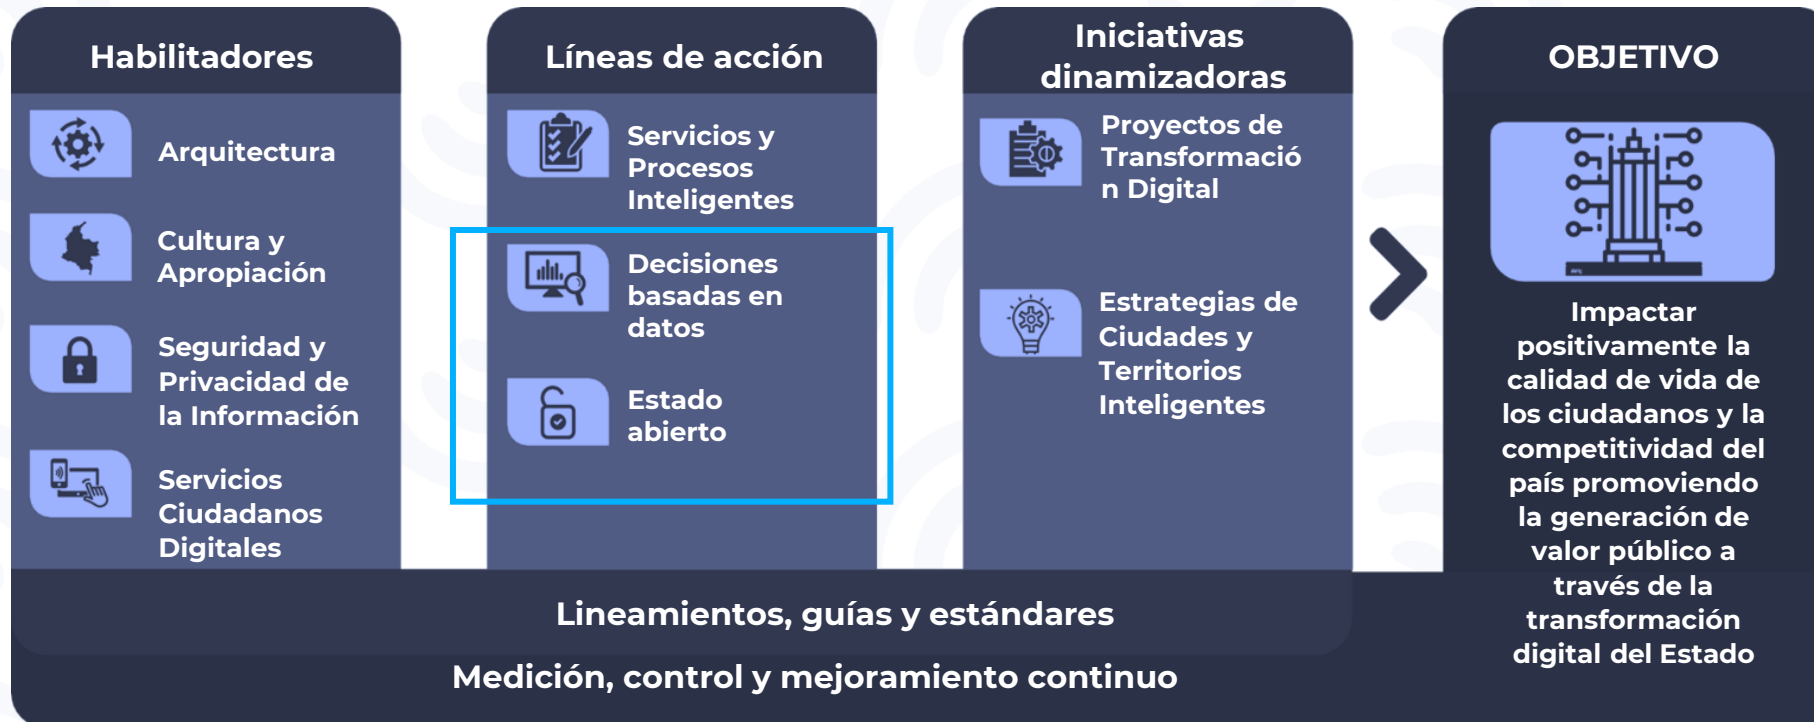 Habilitadores
Arquitectura
Cultura y
Apropiación
Seguridad y
Privacidad de
la Información
Servicios
Ciudadanos
Digitales
Líneas de acción
Servicios y
Procesos
Inteligentes
Decisiones
basadas en
datos
Estado
abierto
Iniciativas
dinamizadoras
Proyectos de
Transformació
n Digital
Estrategias de
Ciudades y
Territorios
Inteligentes
OBJETIVO
Impactar
positivamente la
calidad de vida de
los ciudadanos y la
competitividad del
país promoviendo
la generación de
valor público a
través de la
transformación
digital del Estado
Lineamientos, guías y estándares
Medición, control y mejoramiento continuo